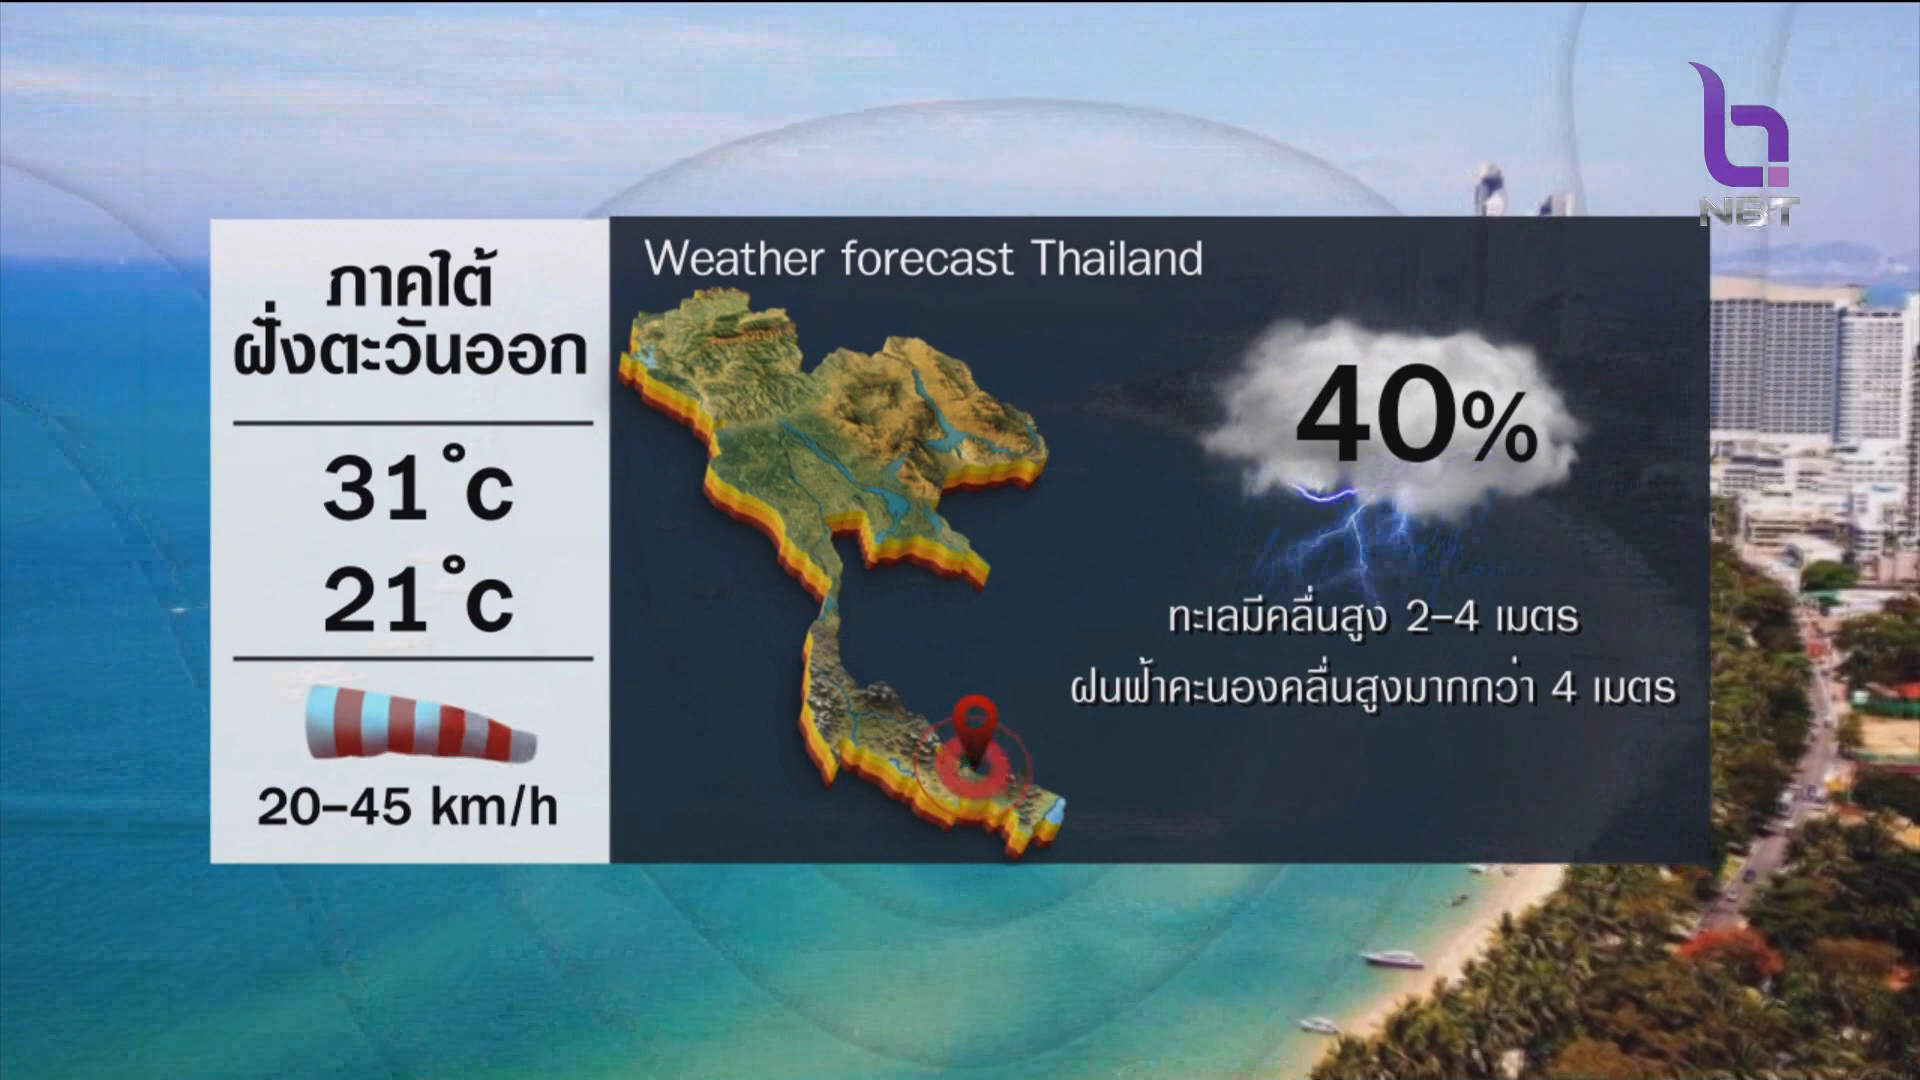 NBT
ภาคใต้
ฝั่งตะวันออก
31°c
21°c
20-45 km/h
Weather forecast Thailand
40%
ทะเลมีคลื่นสูง 2-4 เมตร
ฝนฟ้าคะนองคลื่นสูงมากกว่า 4 เมตร